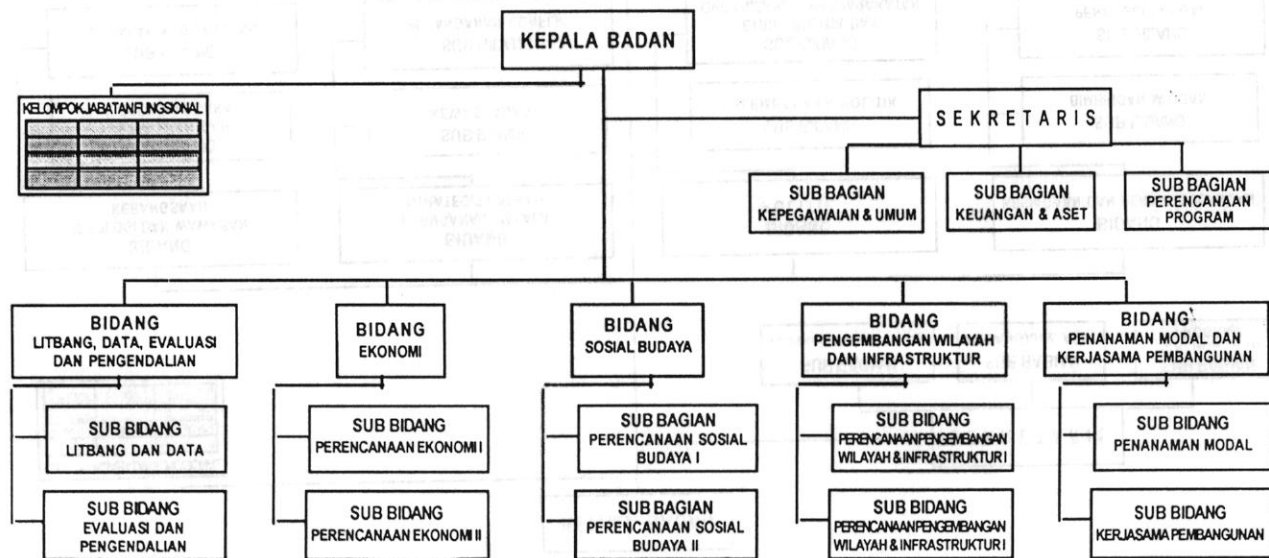 KEPALA BADAN
KELOMPOK JABATAN FUNGSIONAL
SEKRETARIS
SUB BAGIAN
KEPEGAWAIAN & UMUM
SUB BAGIAN
KEUANGAN & ASET
SUB BAGIAN
PERENCANAAN
PROGRAM
BIDANG
LITBANG, DATA, EVALUASI
DAN PENGENDALIAN
BIDANG
EKONOMI
BIDANG
SOSIAL BUDAYA
BIDANG
PENGEMBANGAN WILAYAH
DAN INFRASTRUKTUR
BIDANG
PENANAMAN MODAL DAN
KERJASAMA PEMBANGUNAN
SUB BIDANG
LITBANG DAN DATA
SUB BIDANG
PERENCANAAN EKONOMI I
SUB BAGIAN
PERENCANAAN SOSIAL
BUDAYA I
SUB BIDANG
PERENCANAAN PENGEMBANGAN
WILAYAH & INFRASTRUKTUR I
SUB BIDANG
PENANAMAN MODAL
SUB BIDANG
EVALUASI DAN
PENGENDALIAN
SUB BIDANG
PERENCANAAN EKONOMI II
SUB BAGIAN
PERENCANAAN SOSIAL
BUDAYA II
SUB BIDANG
PERENCANAAN PENGEMBANGAN
WILAYAH & INFRASTRUKTUR I
SUB BIDANG
KERJASAMA PEMBANGUNAN